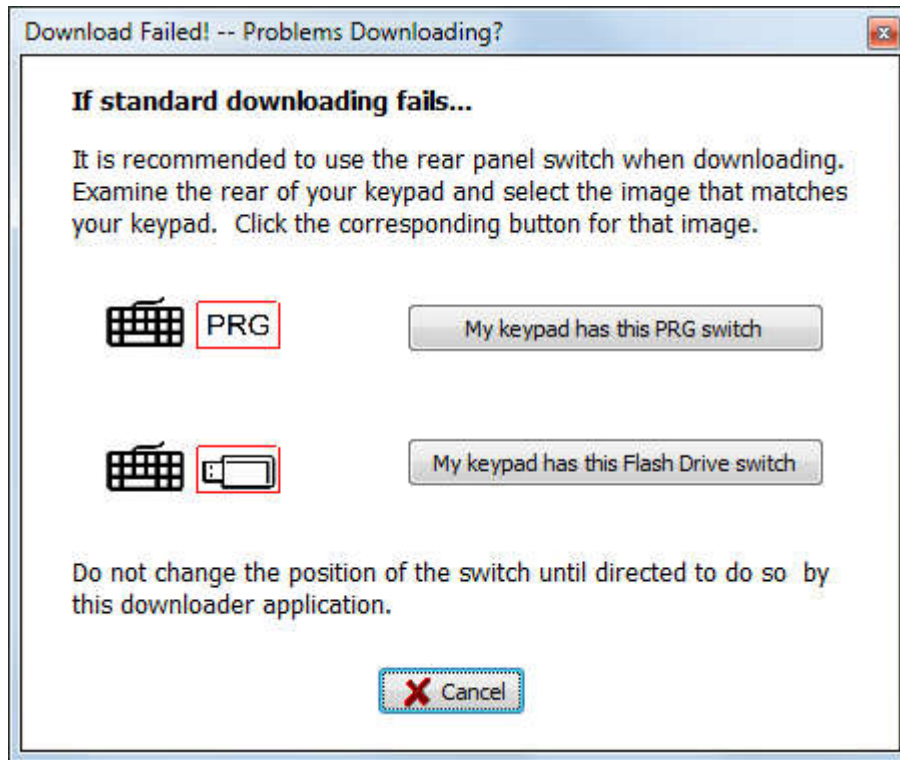 Download Failed! -- Problems Downloading?
If standard downloading fails...
It is recommended to use the rear panel switch when downloading.
Examine the rear of your keypad and select the image that matches
your keypad.  Click the corresponding button for that image.
PRG
My keypad has this PRG switch
My keypad has this Flash Drive switch
Do not change the position of the switch until directed to do so  by
this downloader application.
Cancel